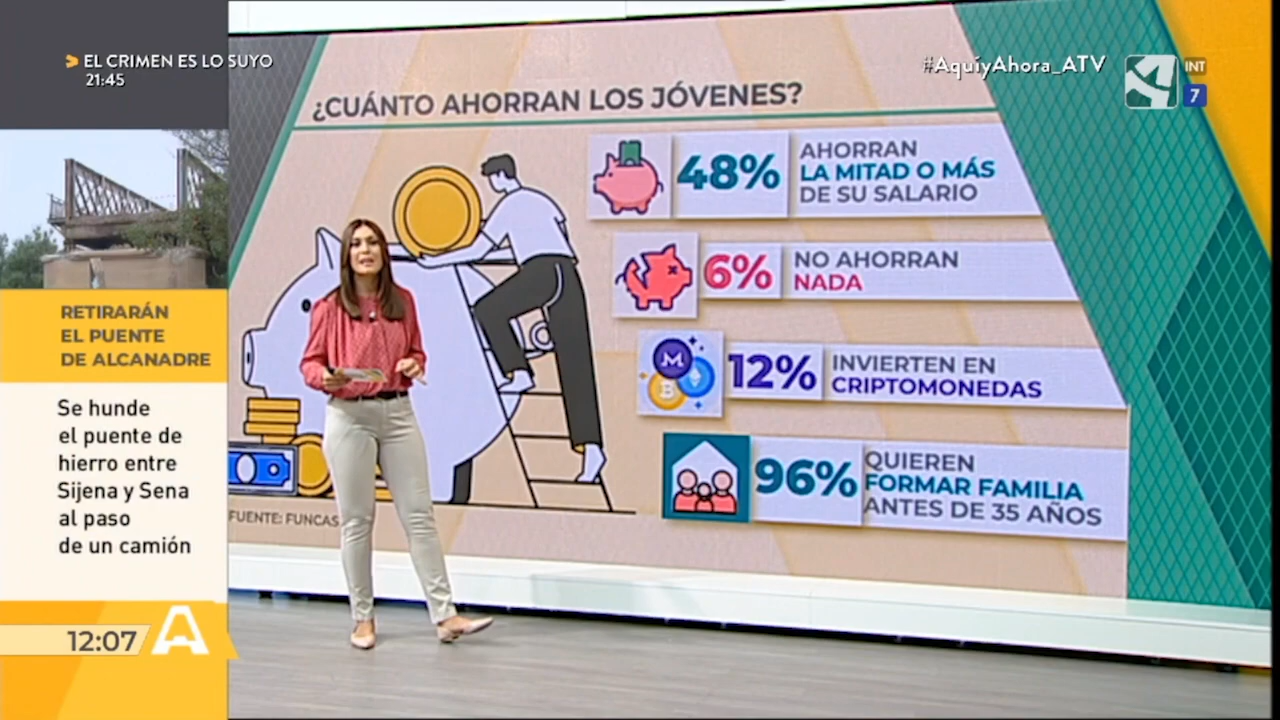 EL CRIMEN ES LO SUYO
21:45
#AquiyAhora_ATV
INT
7
¿CUÁNTO AHORRAN LOS JÓVENES?
48%
AHORRAN
LA MITAD O MÁS
DE SU SALARIO
6%
NO AHORRAN
NADA
12%
INVIERTEN EN
CRIPTOMONEDAS
96%
QUIEREN
FORMAR FAMILIA
ANTES DE 35 AÑOS
FUENTE: FUNCAS
RETIRARÁN
EL PUENTE
DE ALCANADRE
Se hunde
el puente de
hierro entre
Sijena y Sena
al paso
de un camión
12:07
A